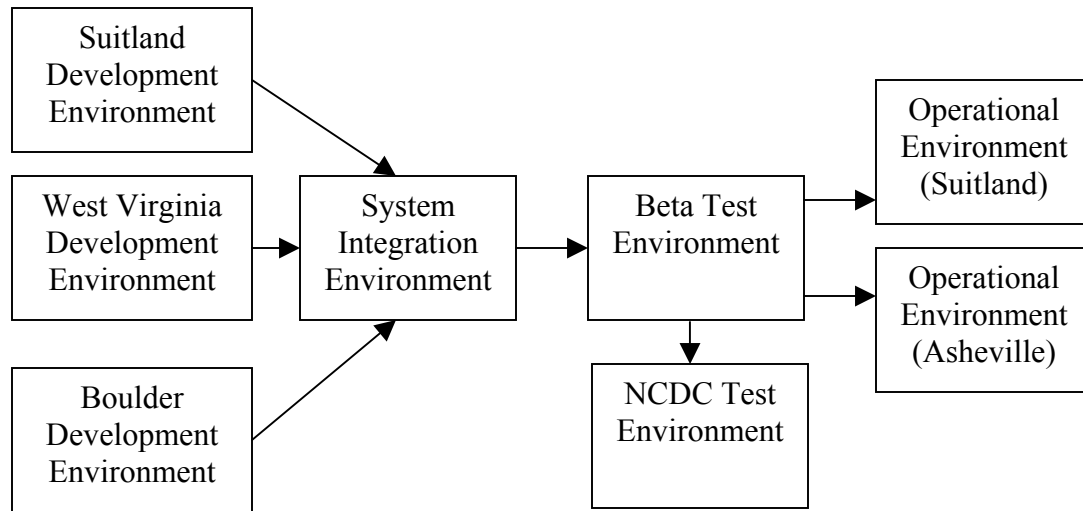 Suitland
Development
Environment
West Virginia
Development
Environment
Boulder
Development
Environment
System
Integration
Environment
Beta Test
Environment
NCDC Test
Environment
Operational
Environment
(Suitland)
Operational
Environment
(Asheville)